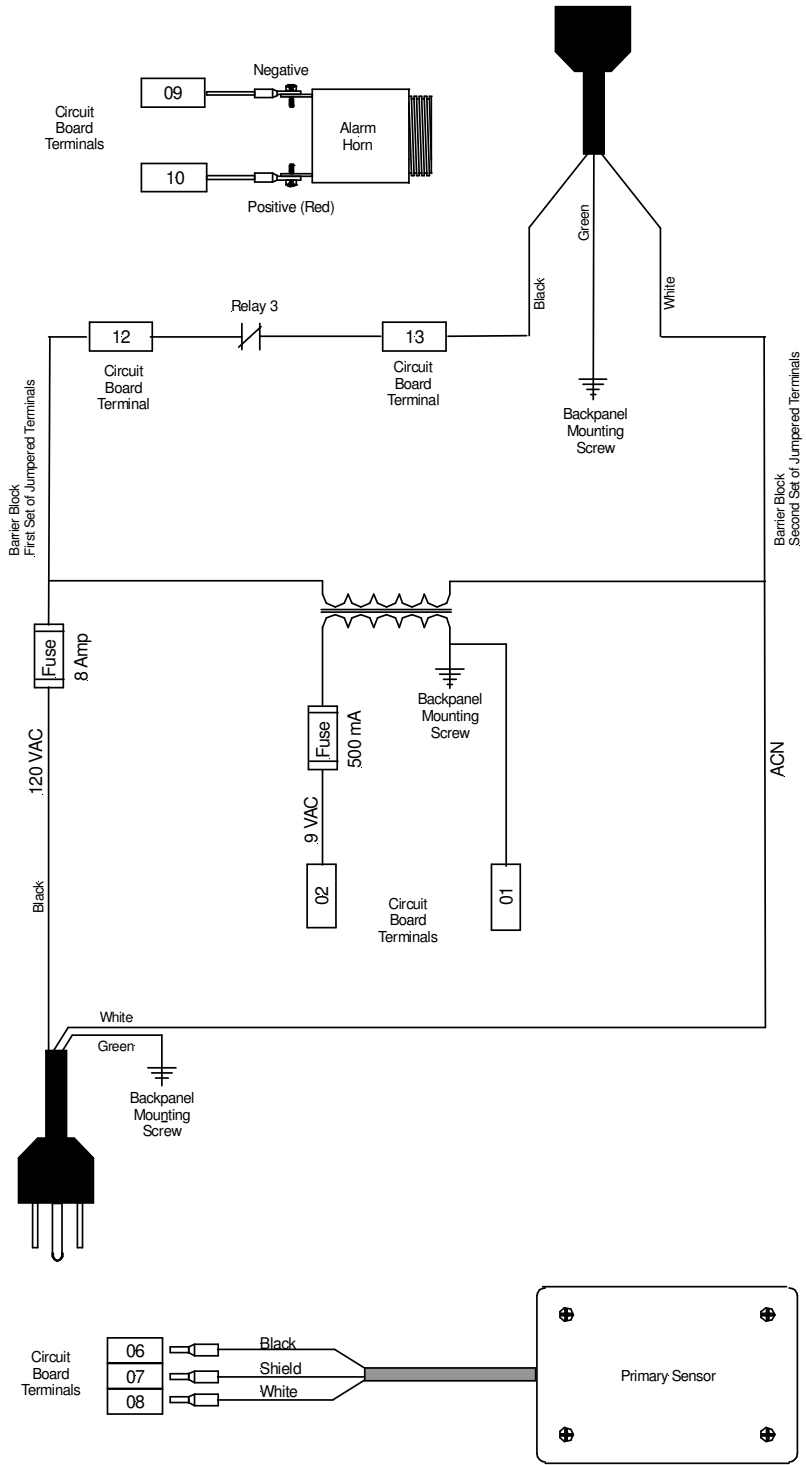 Negative
09
Circuit
Board
Terminals
Alarm
Horn
10
Positive (Red)
Black
Green
White
Relay 3
12
13
Circuit
Board
Terminal
Circuit
Board
Terminal
Backpanel
Mounting
Screw
Barrier Block
First Set of Jumpered Terminals
Barrier Block
Second Set of Jumpered Terminals
Fuse
8 Amp
Backpanel
Mounting
Screw
Fuse
500 mA
120 VAC
ACN
9 VAC
02
01
Circuit
Board
Terminals
Black
White
Green
Backpanel
Mounting
Screw
Circuit
Board
Terminals
06
07
08
Black
Shield
White
Primary Sensor